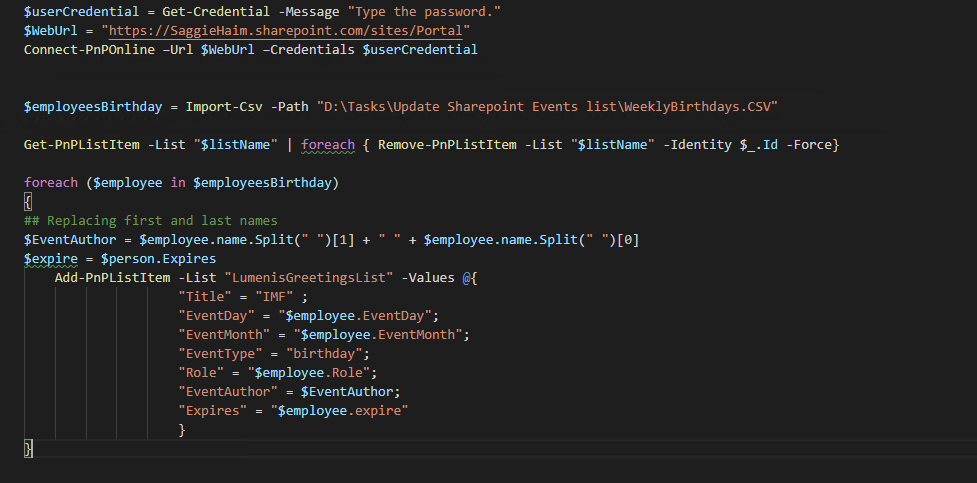 $userCredential = Get-Credential -Message "Type the password."
$WebUrl = "https://SaggieHaim.sharepoint.com/sites/Portal"
Connect-PnPOnline –Url $WebUrl –Credentials $userCredential
$employeesBirthday = Import-Csv -Path "D:\Tasks\Update Sharepoint Events list\WeeklyBirthdays.CSV"
Get-PnPListItem -List "$listName" | foreach { Remove-PnPListItem -List "$listName" -Identity $_.Id -Force}
foreach ($employee in $employeesBirthday)
{
## Replacing first and last names
$EventAuthor = $employee.name.Split(" ")[1] + " " + $employee.name.Split(" ")[0]
$expire = $person.Expires
Add-PnPListItem -List "LumenisGreetingsList" -Values @{
"Title" = "IMF" ;
"EventDay" = "$employee.EventDay";
"EventMonth" = "$employee.EventMonth";
"EventType" = "birthday";
"Role" = "$employee.Role";
"EventAuthor" = $EventAuthor;
"Expires" = "$employee.expire"
}
}